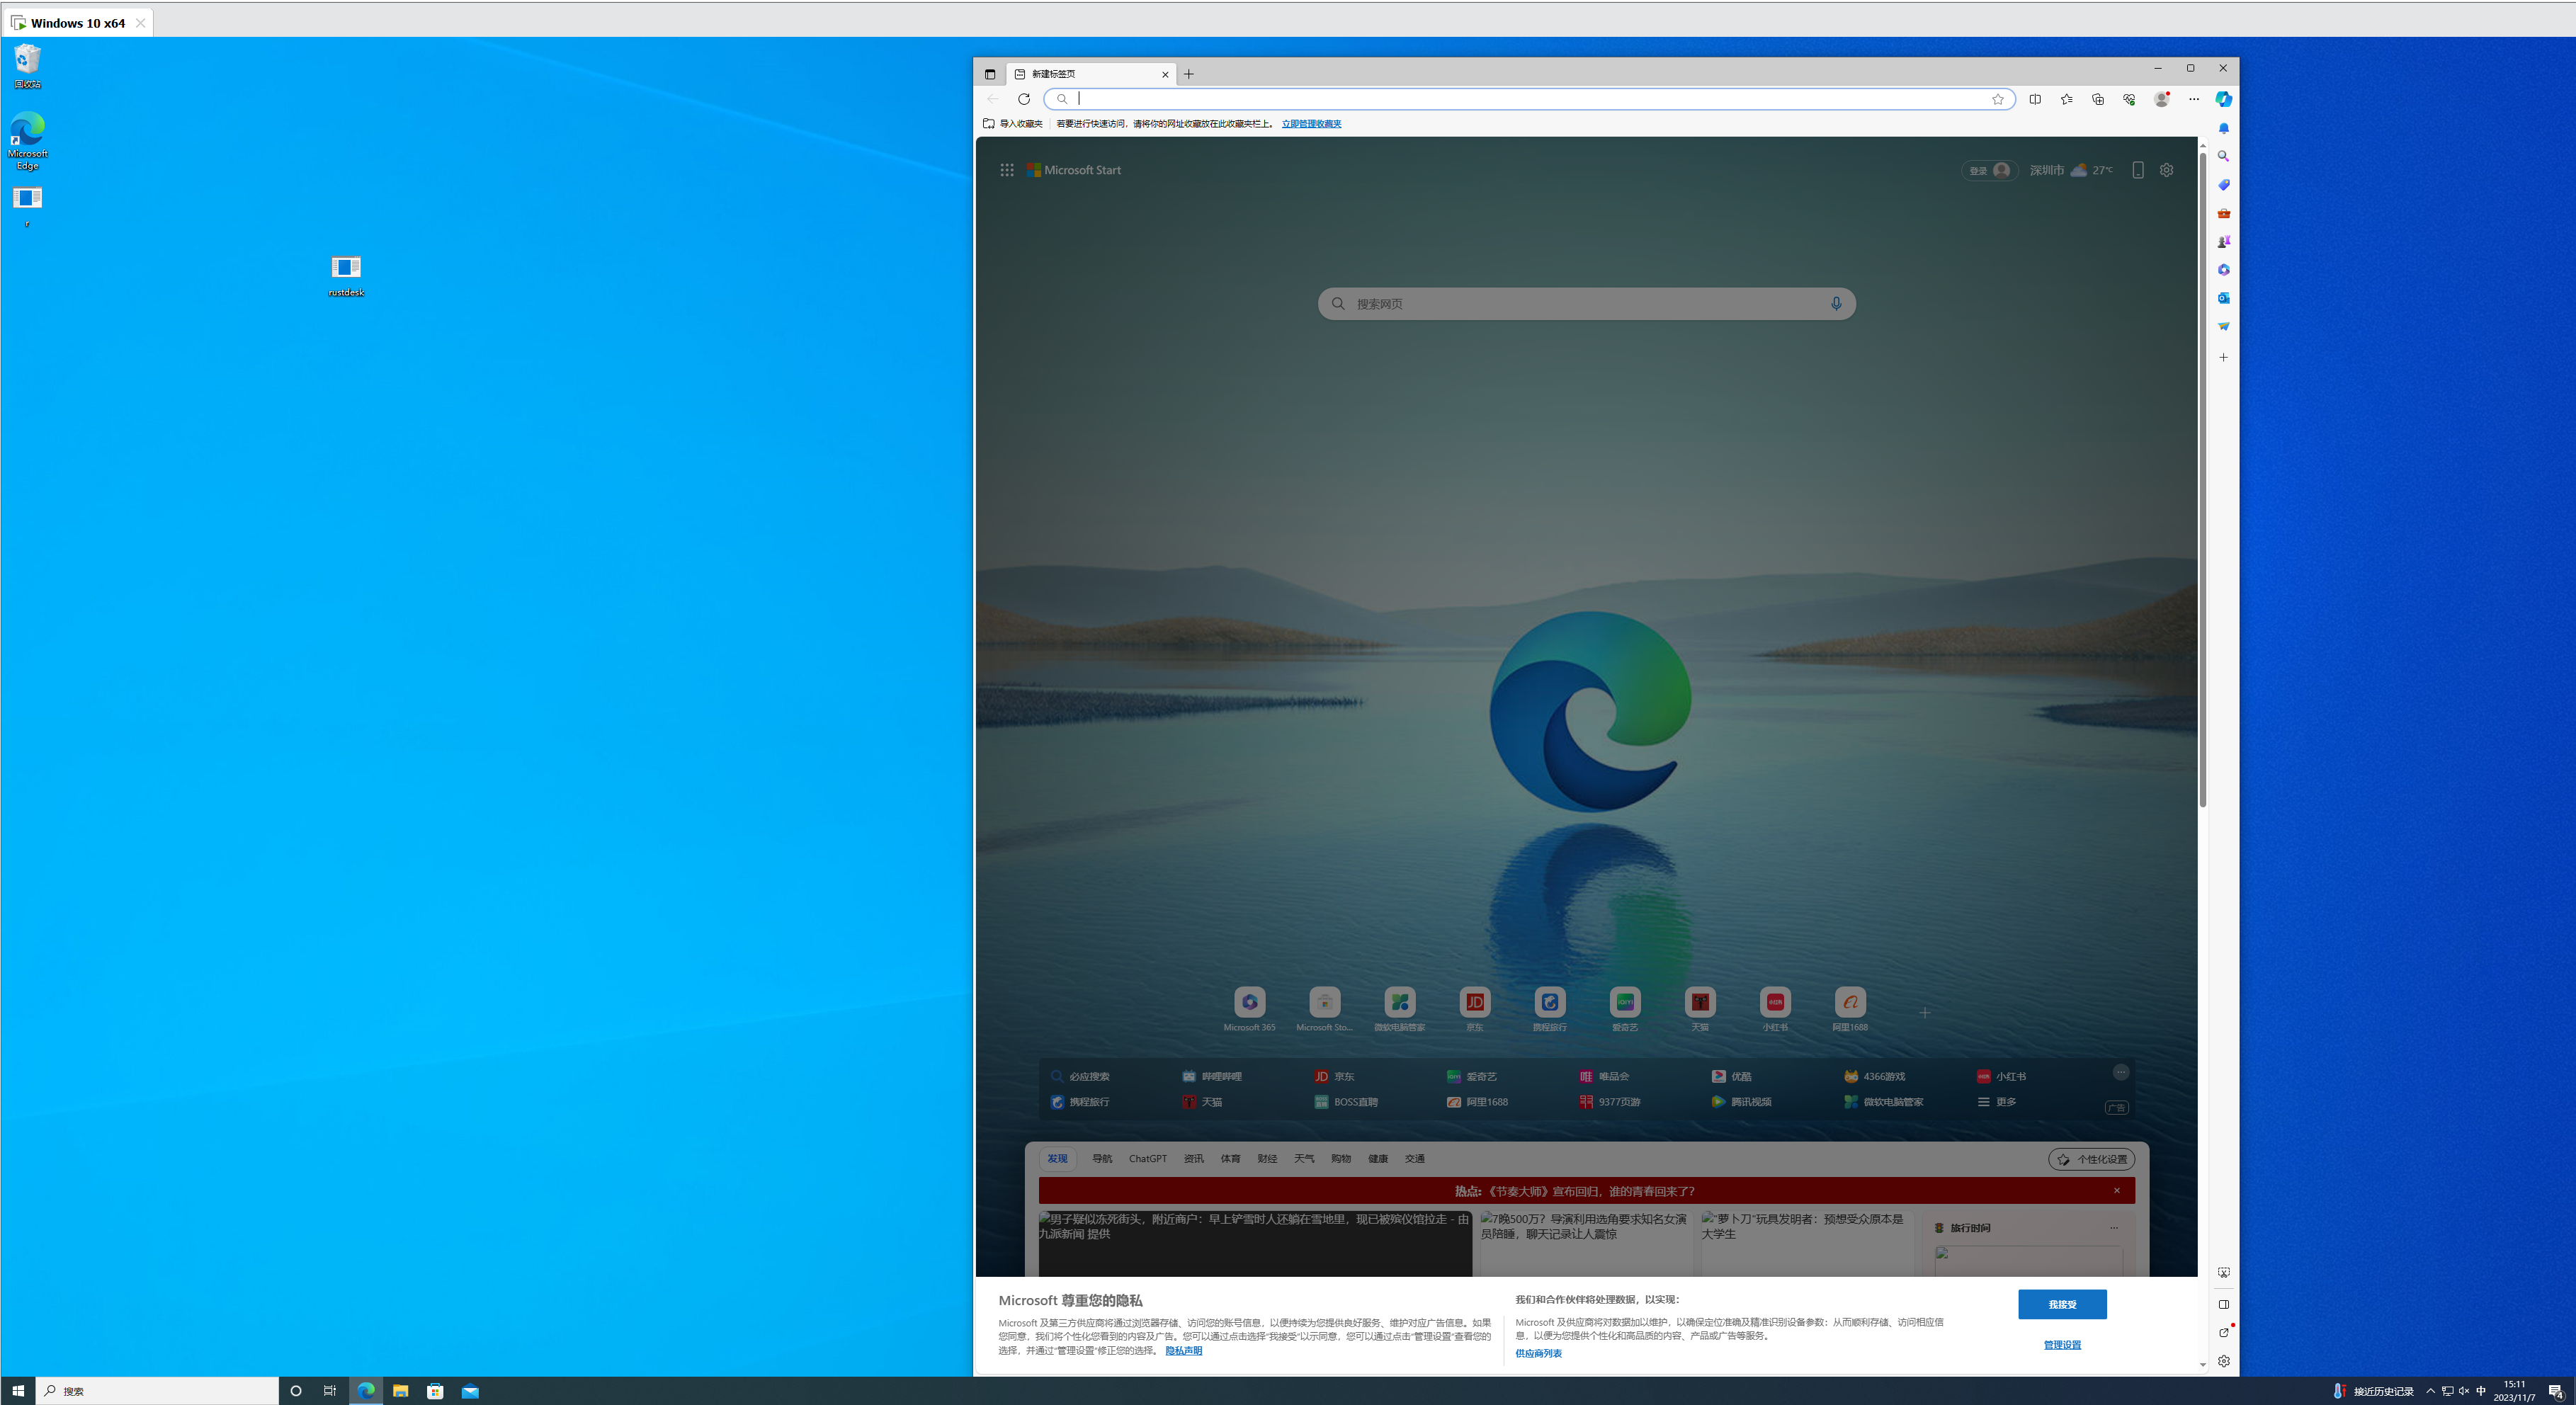 Windows 10 x64
回收站
Microsoft
Edge
r
rustdesk
新建标签页
导入收藏夹
若要进行快速访问，请将你的网址收藏放在此收藏夹栏上。 立即管理收藏夹
Microsoft Start
登录
深圳市
27°C
搜索网页
Microsoft 365
Microsoft Sto...
微软电脑管家
京东
携程旅行
爱奇艺
天猫
小红书
阿里1688
必应搜索
哔哩哔哩
京东
爱奇艺
唯品会
优酷
4366游戏
小红书
携程旅行
天猫
BOSS直聘
阿里1688
9377页游
腾讯视频
微软电脑管家
更多
广告
发现 导航 ChatGPT 资讯 体育 财经 天气 购物 健康 交通
个性化设置
热点:《节奏大师》宣布回归，谁的青春回来了？
男子疑似冻死街头，附近商户：早上铲雪时人还躺在雪地里，现已被殡仪馆拉走 - 由
九派新闻 提供
7晚500万？导演利用选角要求知名女演
员陪睡，聊天记录让人震惊
"萝卜刀"玩具发明者：预想受众原本是
大学生
旅行时间
Microsoft 尊重您的隐私
Microsoft 及第三方供应商将通过浏览器存储、访问您的账号信息，以便持续为您提供良好服务、维护对应广告信息。如果
您同意，我们将个性化您看到的内容及广告。您可以通过点击选择"我接受"以示同意，您可以通过点击"管理设置"查看您的
选择，并通过"管理设置"修正您的选择。 隐私声明
我们和合作伙伴将处理数据，以实现：
Microsoft 及供应商将对数据加以维护，以确保定位准确及精准识别设备参数：从而顺利存储、访问相应信
息，以便为您提供个性化和高品质的内容、产品或广告等服务。
供应商列表
我接受
管理设置
搜索
接近历史记录
中
15:11
2023/11/7
4